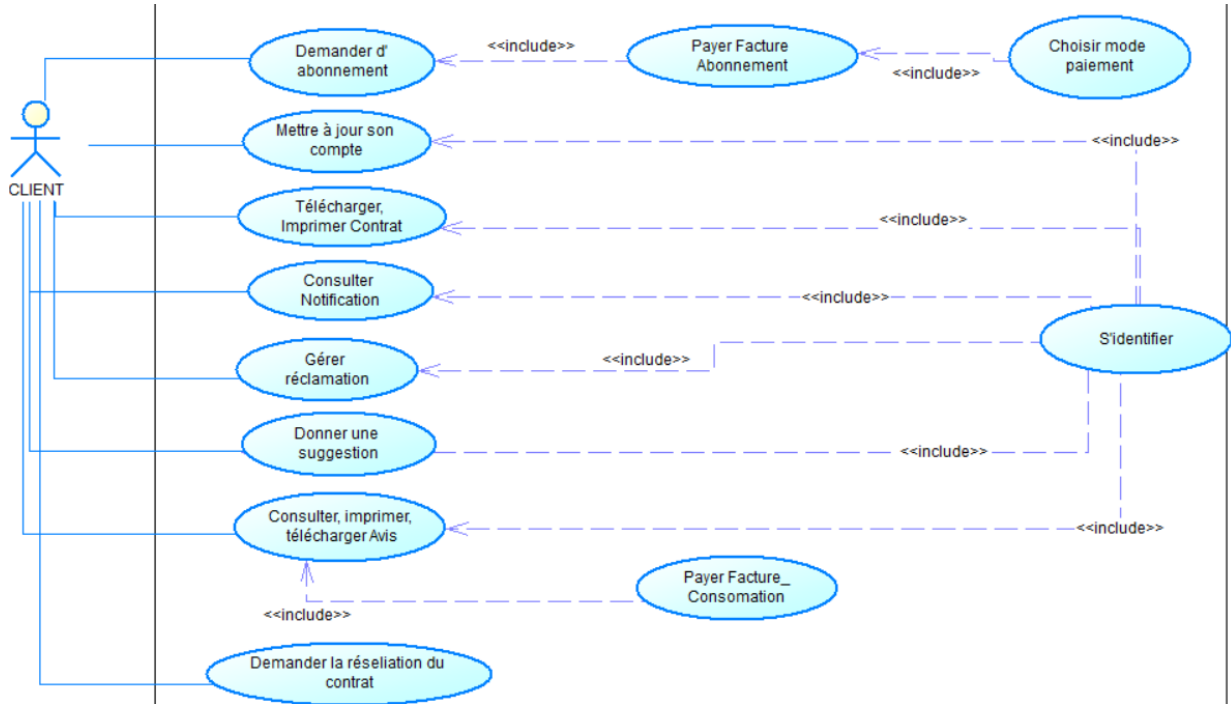 Demander d'
abonnement
<<include>>
Payer Facture
Abonnement
<<include>>
Choisir mode
paiement
Mettre à jour son
compte
<<include>>
CLIENT
Télécharger,
Imprimer Contrat
<<include>>
Consulter
Notification
<<include>>
S'identifier
Gérer
réclamation
<<include>>
Donner une
suggestion
<<include>>
Consulter, imprimer,
télécharger Avis
<<include>>
Payer Facture_
Consomation
<<include>>
Demander la réseliation du
contrat